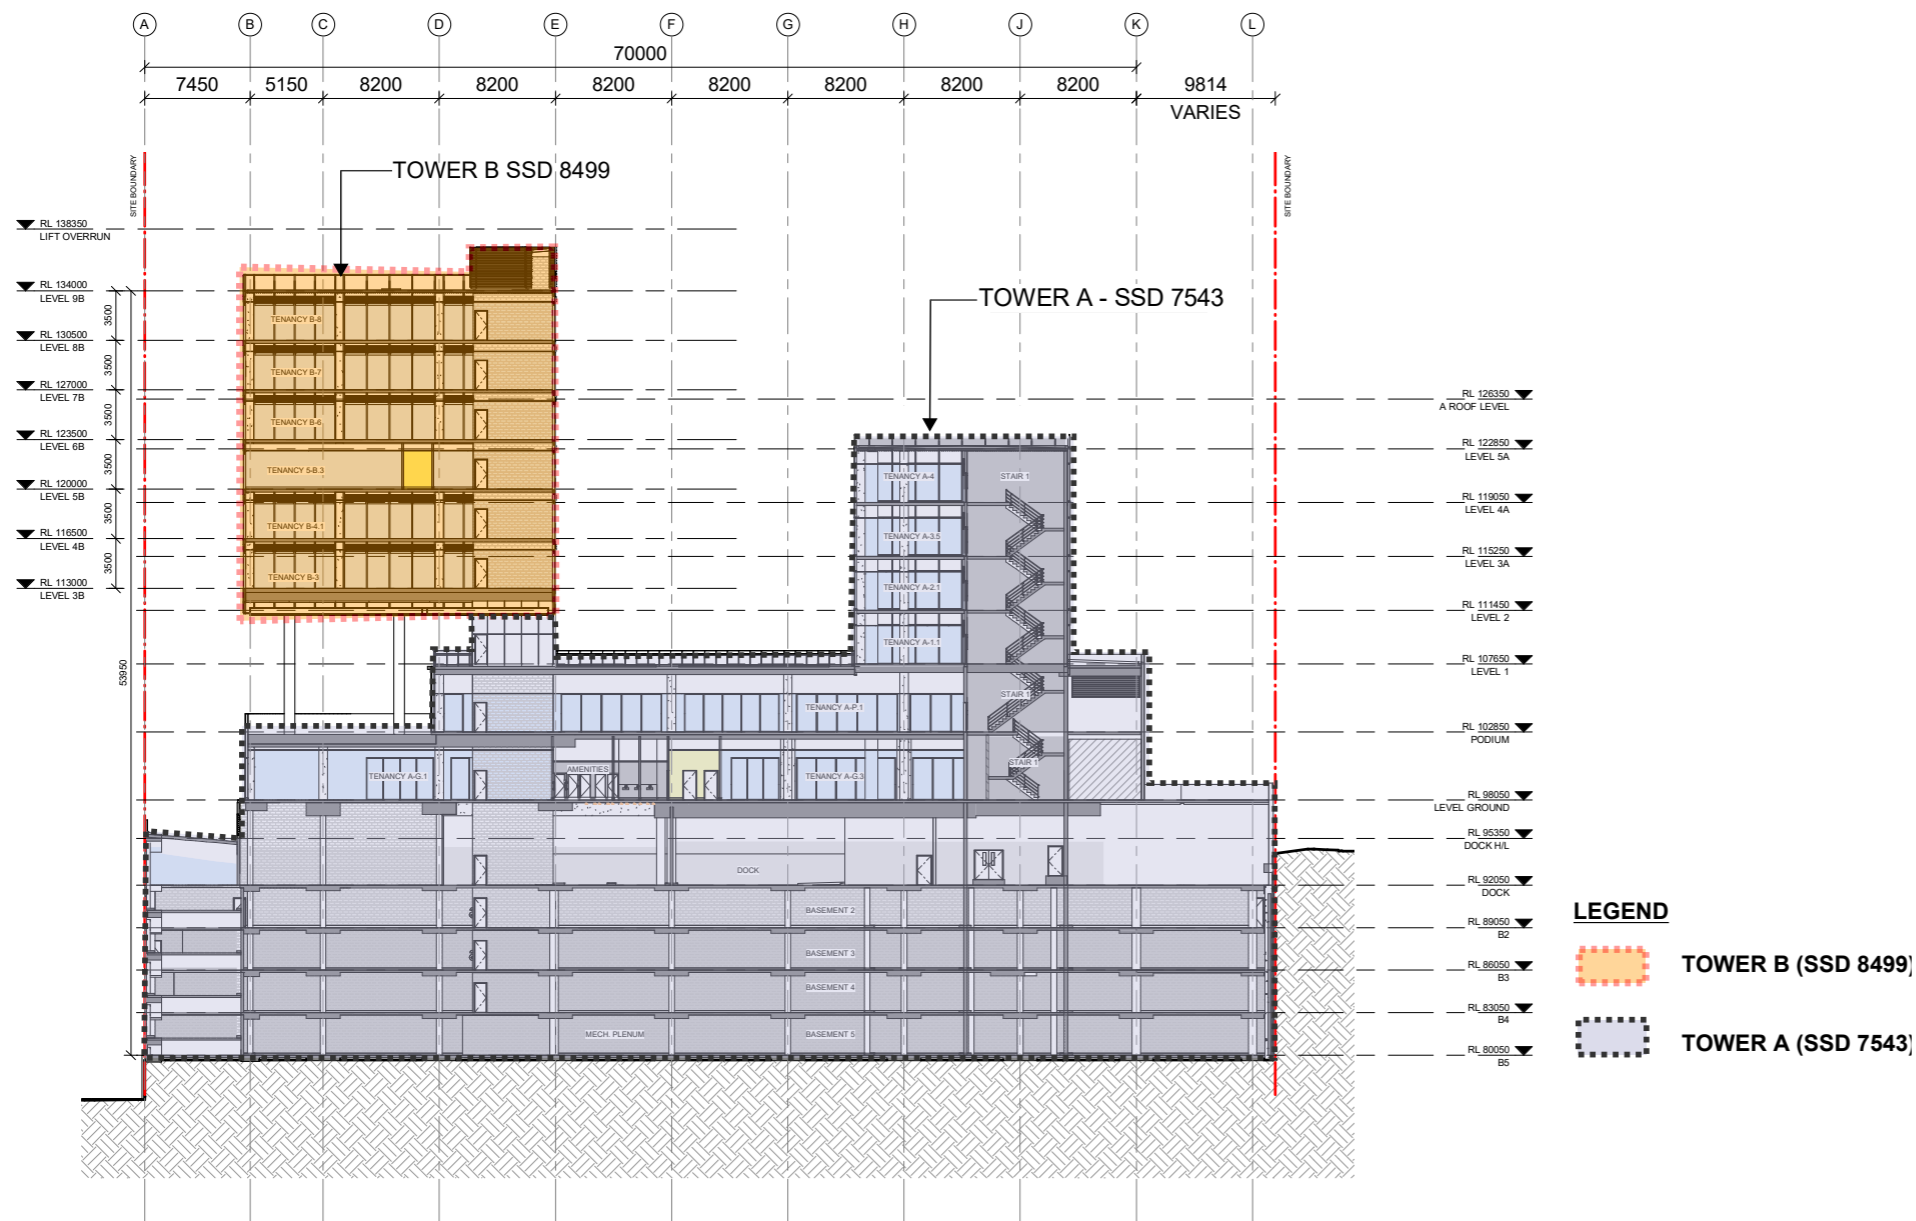 A B C D E F G H J K L
70000
7450 5150 8200 8200 8200 8200 8200 8200 8200 9814
VARIES
SITE BOUNDARY
SITE BOUNDARY
TOWER B SSD 8499
TOWER A - SSD 7543
RL 138350
LIFT OVERRUN
RL 134000
LEVEL 9B
RL 130500
LEVEL 8B
RL 127000
LEVEL 7B
RL 123500
LEVEL 6B
RL 120000
LEVEL 5B
RL 116500
LEVEL 4B
RL 113000
LEVEL 3B
3500
3500
3500
3500
3500
3500
53950
TENANCY B-8
TENANCY B-7
TENANCY B-6
TENANCY 5-B.3
TENANCY B-4.1
TENANCY B-3
TENANCY A-4
STAIR 1
TENANCY A-3.5
TENANCY A-2.1
TENANCY A-1.1
STAIR 1
TENANCY A-P.1
STAIR 1
TENANCY A-G.1
AMENITIES
TENANCY A-G.3
DOCK
BASEMENT 2
BASEMENT 3
BASEMENT 4
MECH. PLENUM
BASEMENT 5
RL 126350
A ROOF LEVEL
RL 122850
LEVEL 5A
RL 119050
LEVEL 4A
RL 115250
LEVEL 3A
RL 111450
LEVEL 2
RL 107650
LEVEL 1
RL 102850
PODIUM
RL 98050
LEVEL GROUND
RL 95350
DOCK H/L
RL 92050
DOCK
RL 89050
B2
RL 86050
B3
RL 83050
B4
RL 80050
B5
LEGEND
TOWER B (SSD 8499)
TOWER A (SSD 7543)